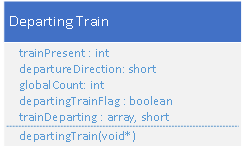 Departing Train
trainPresent : int
departureDirection: short
globalCount: int
departingTrainFlag : boolean
trainDeparting : array, short
departingTrain(void*)